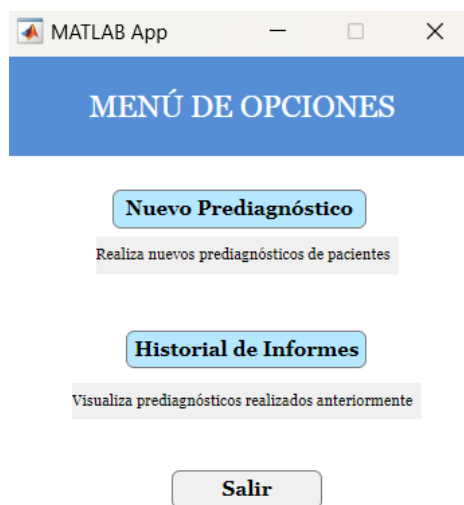 MATLAB App
MENÚ DE OPCIONES
Nuevo Prediagnóstico
Realiza nuevos prediagnósticos de pacientes
Historial de Informes
Visualiza prediagnósticos realizados anteriormente
Salir